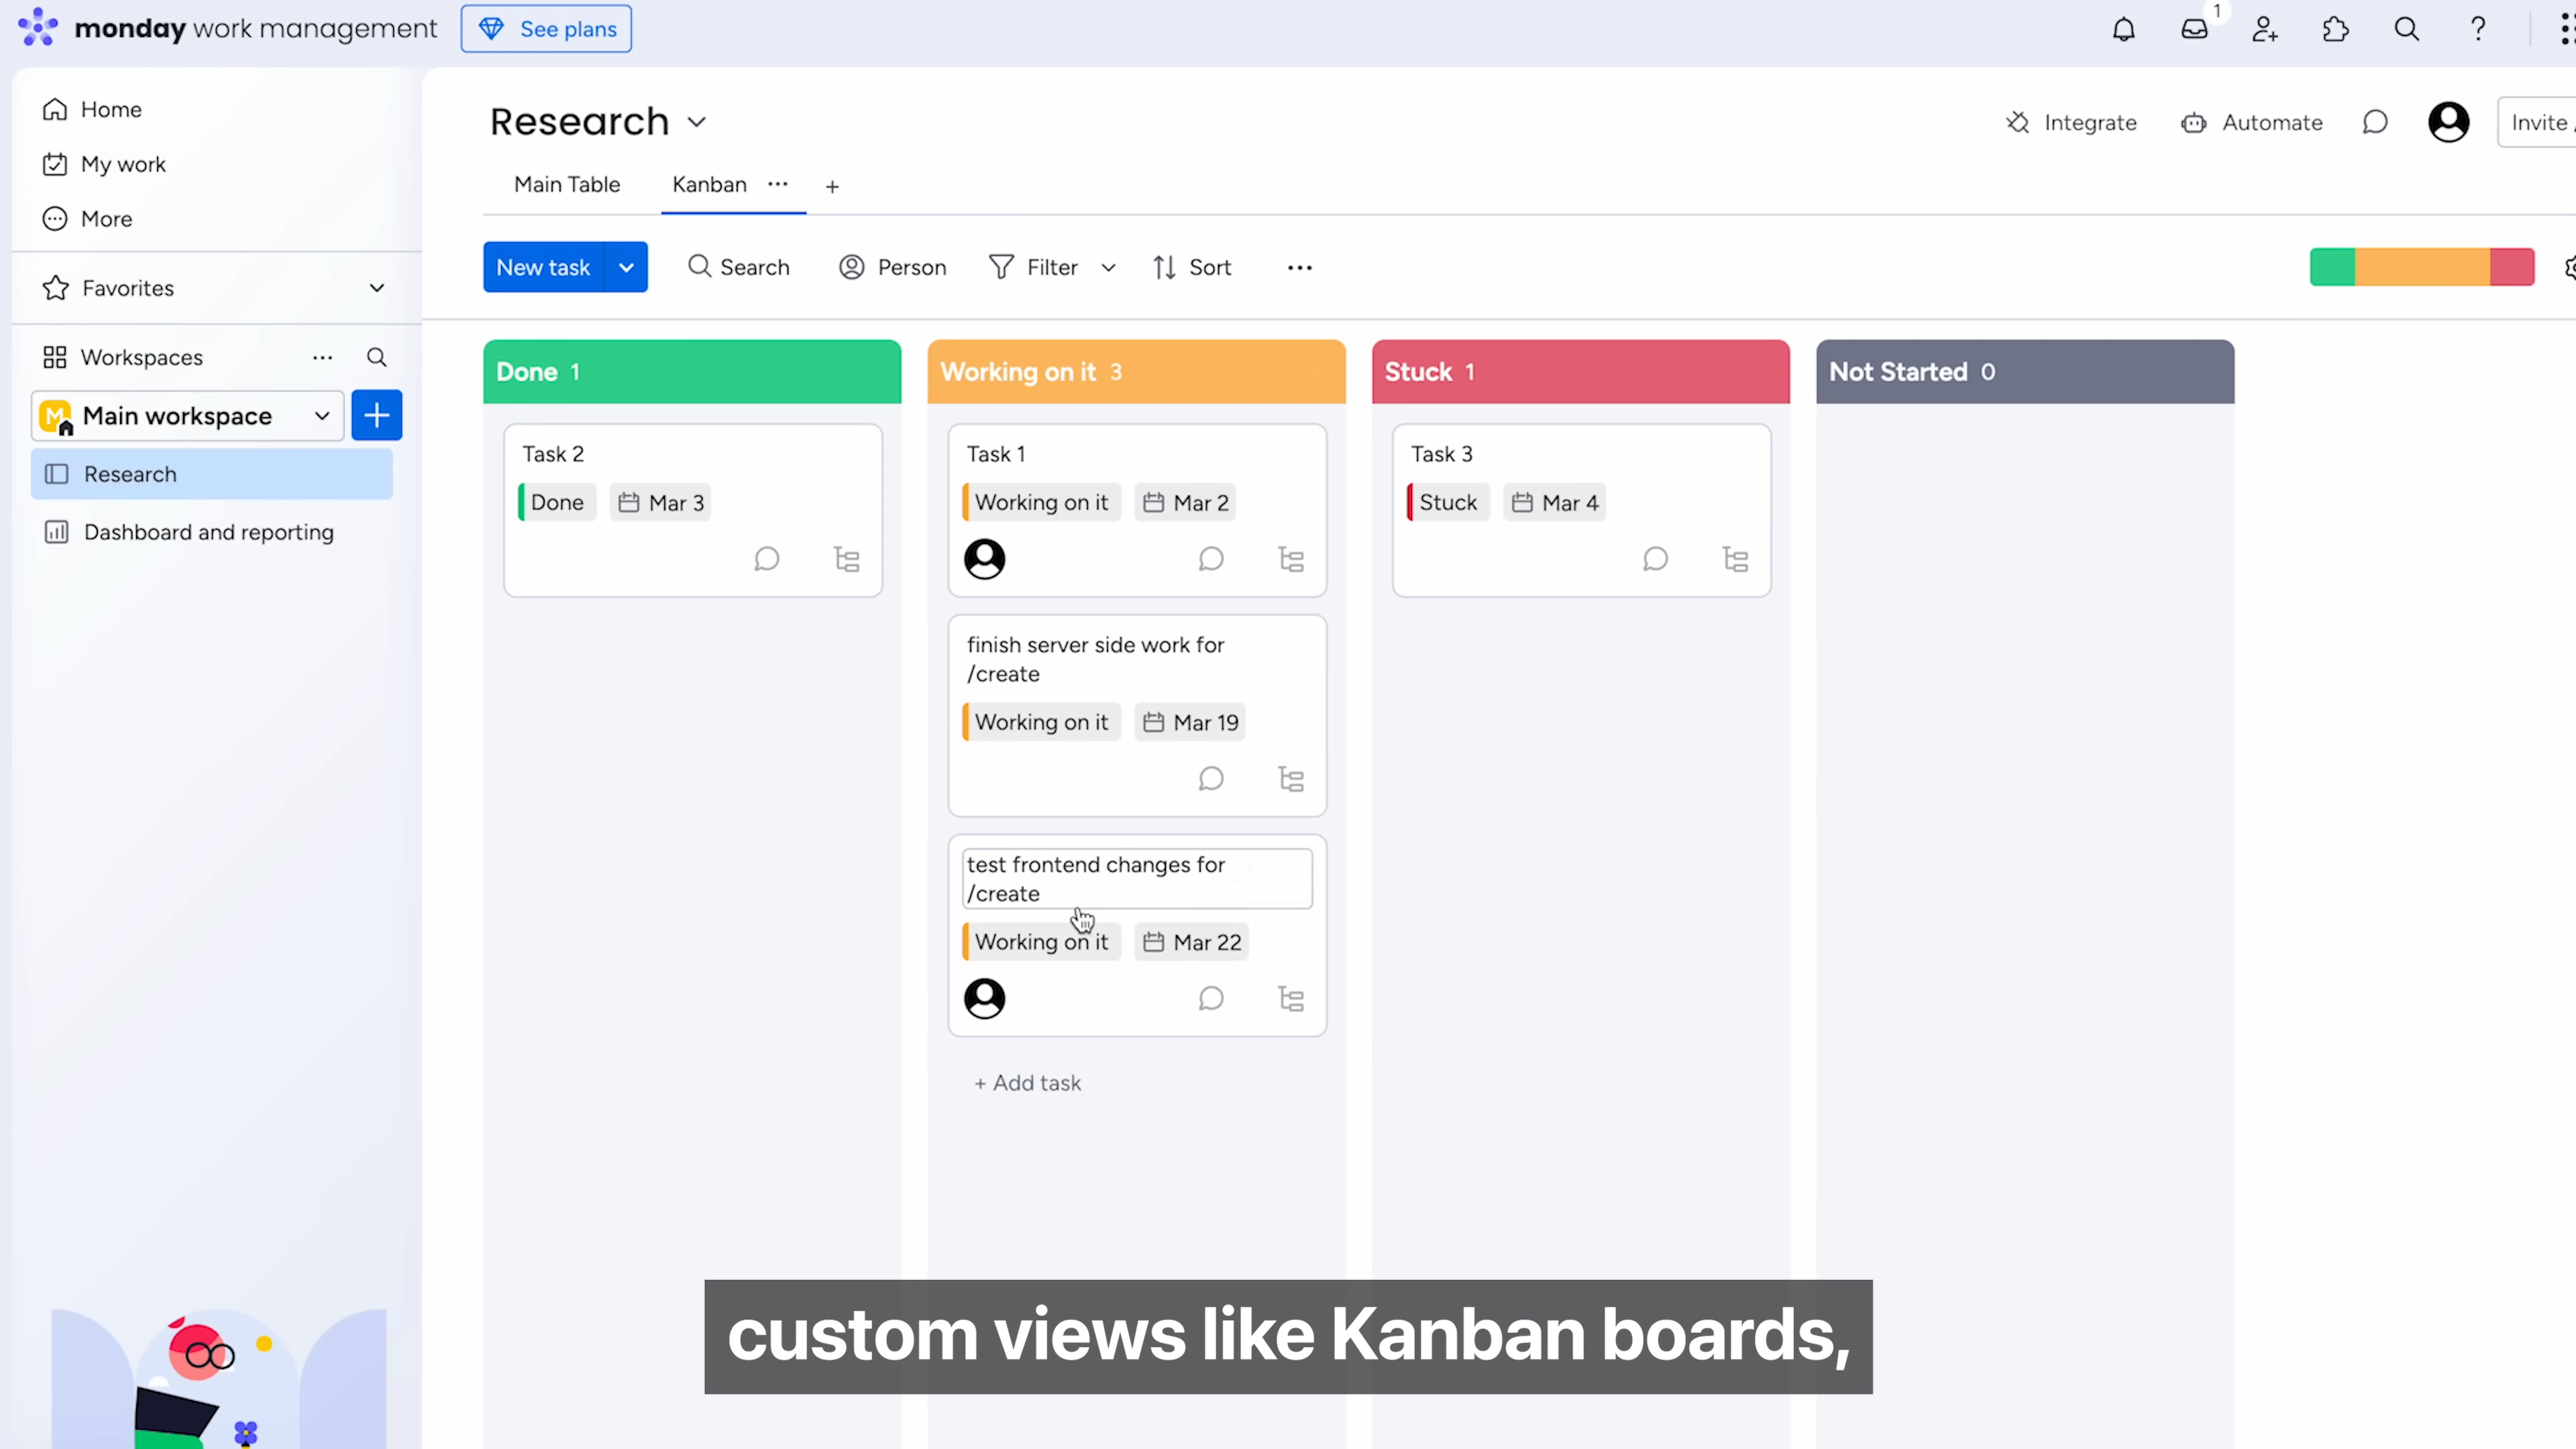 monday work management
See plans
1
Home
My work
More
Favorites
Workspaces
M
Main workspace
Research
Dashboard and reporting
Research
Integrate
Automate
Invite /
Main Table
Kanban
New task
Search
Person
Filter
Sort
Done 1
Task 2
Done
Mar 3
Working on it 3
Task 1
Working on it
Mar 2
finish server side work for
/create
Working on it
Mar 19
test frontend changes for
/create
Working on it
Mar 22
+ Add task
Stuck 1
Task 3
Stuck
Mar 4
Not Started 0
custom views like Kanban boards,